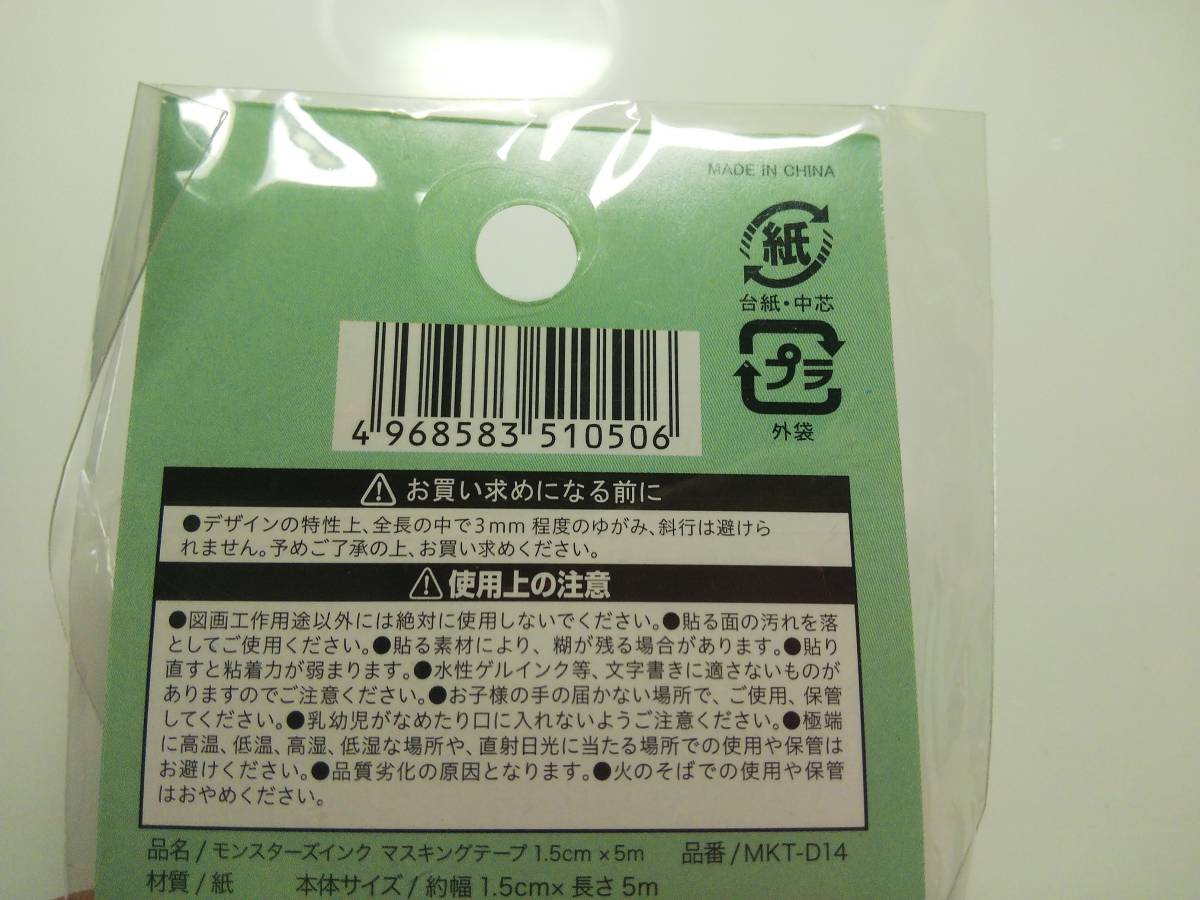 MADE IN CHINA
紙
台紙・中芯
プラ
外袋
4 968583 510506
お買い求めになる前に
●デザインの特性上、全長の中で3mm 程度のゆがみ、斜行は避けら
れません。予めご了承の上、お買い求めください。
使用上の注意
●図画工作用途以外には絶対に使用しないでください。●貼る面の汚れを落
としてご使用ください。●貼る素材により、糊が残る場合があります。●貼り
直すと粘着力が弱まります。●水性ゲルインク等、文字書きに適さないものが
ありますのでご注意ください。●お子様の手の届かない場所で、ご使用、保管
してください。●乳幼児がなめたり口に入れないようご注意ください。●極端
に高温、低温、高湿、低湿な場所や、直射日光に当たる場所での使用や保管は
お避けください。●品質劣化の原因となります。●火のそばでの使用や保管
はおやめください。
品名/モンスターズインク マスキングテープ 1.5cm×5m 品番/MKT-D14
材質/紙 本体サイズ/約幅 1.5cm×長さ 5m